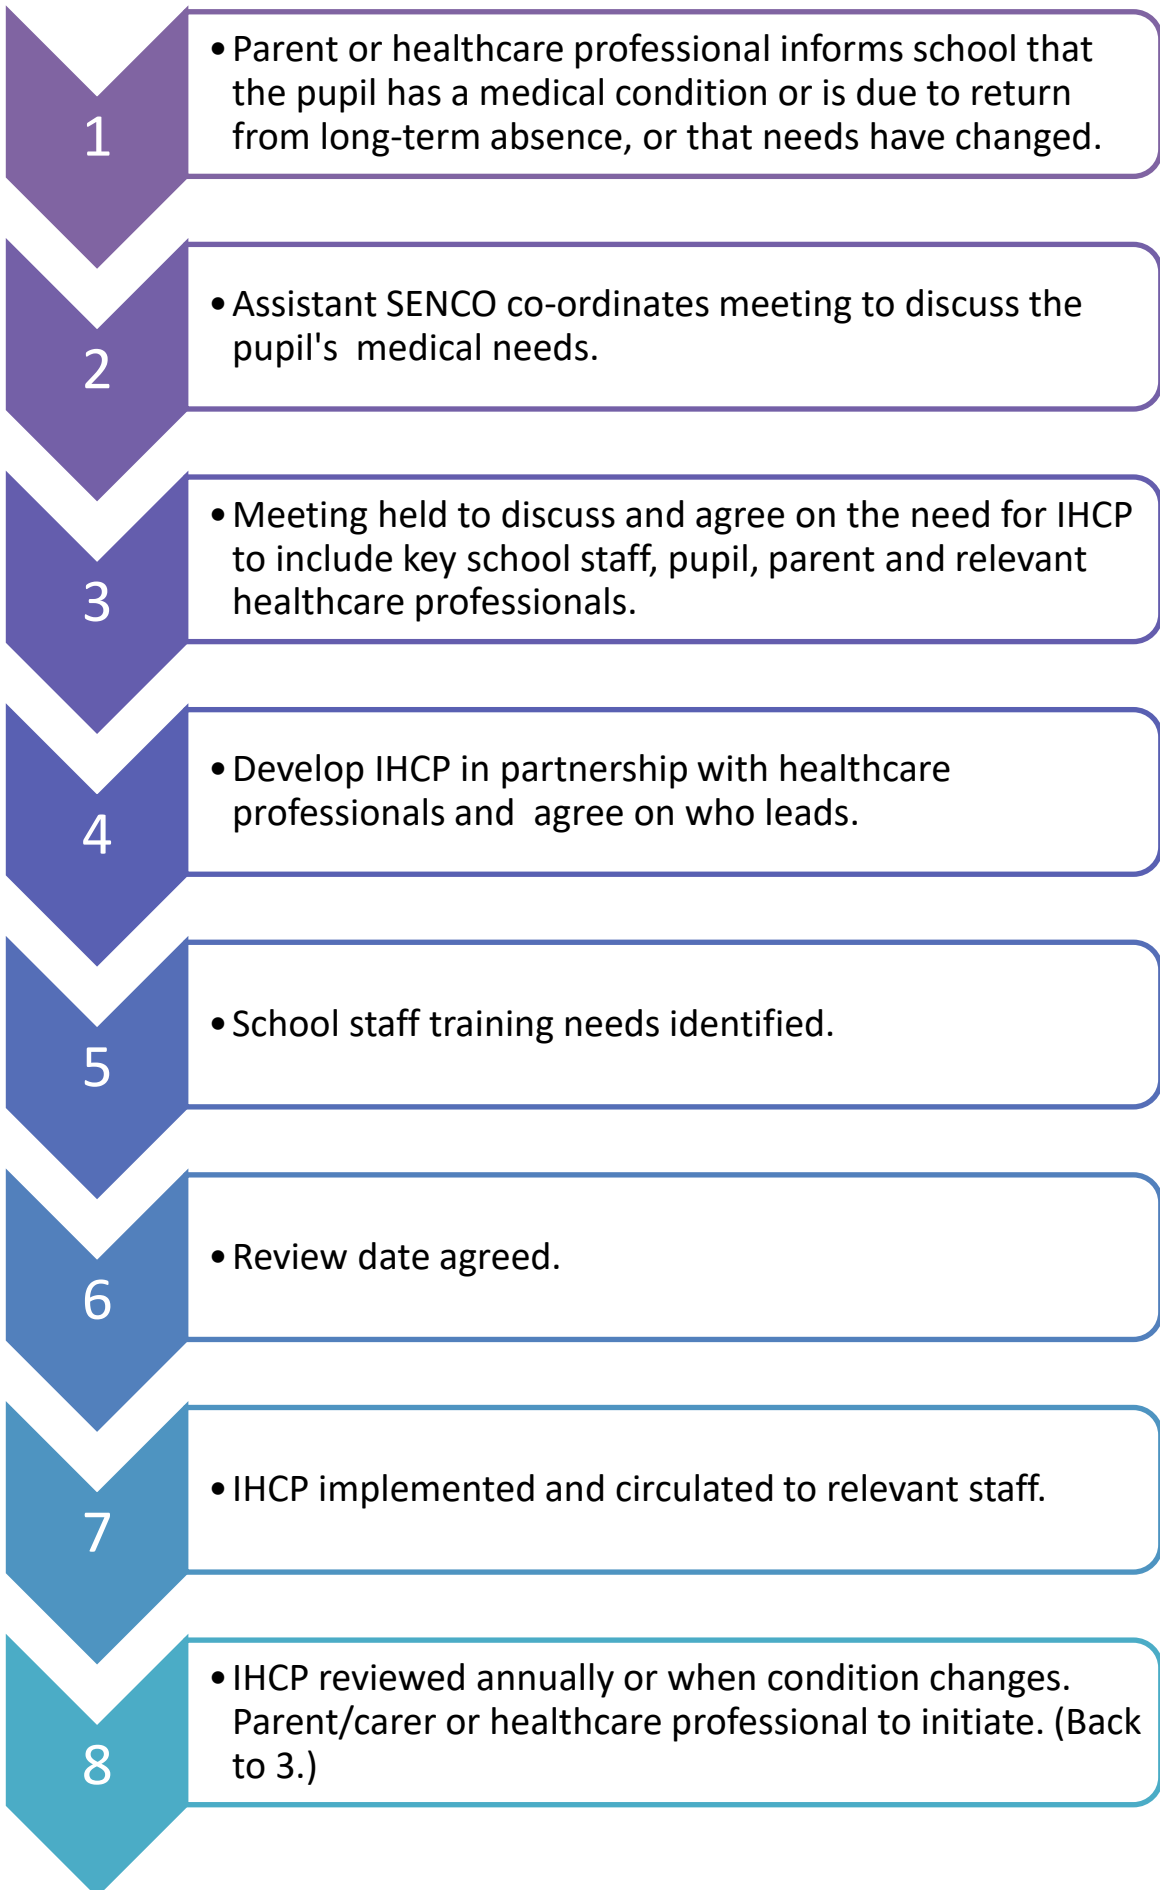 1
•Parent or healthcare professional informs school that
the pupil has a medical condition or is due to return
from long-term absence, or that needs have changed.
2
•Assistant SENCO co-ordinates meeting to discuss the
pupil's  medical needs.
3
•Meeting held to discuss and agree on the need for IHCP
to include key school staff, pupil, parent and relevant
healthcare professionals.
4
•Develop IHCP in partnership with healthcare
professionals and  agree on who leads.
5
•School staff training needs identified.
6
•Review date agreed.
7
•IHCP implemented and circulated to relevant staff.
8
•IHCP reviewed annually or when condition changes.
Parent/carer or healthcare professional to initiate. (Back
to 3.)